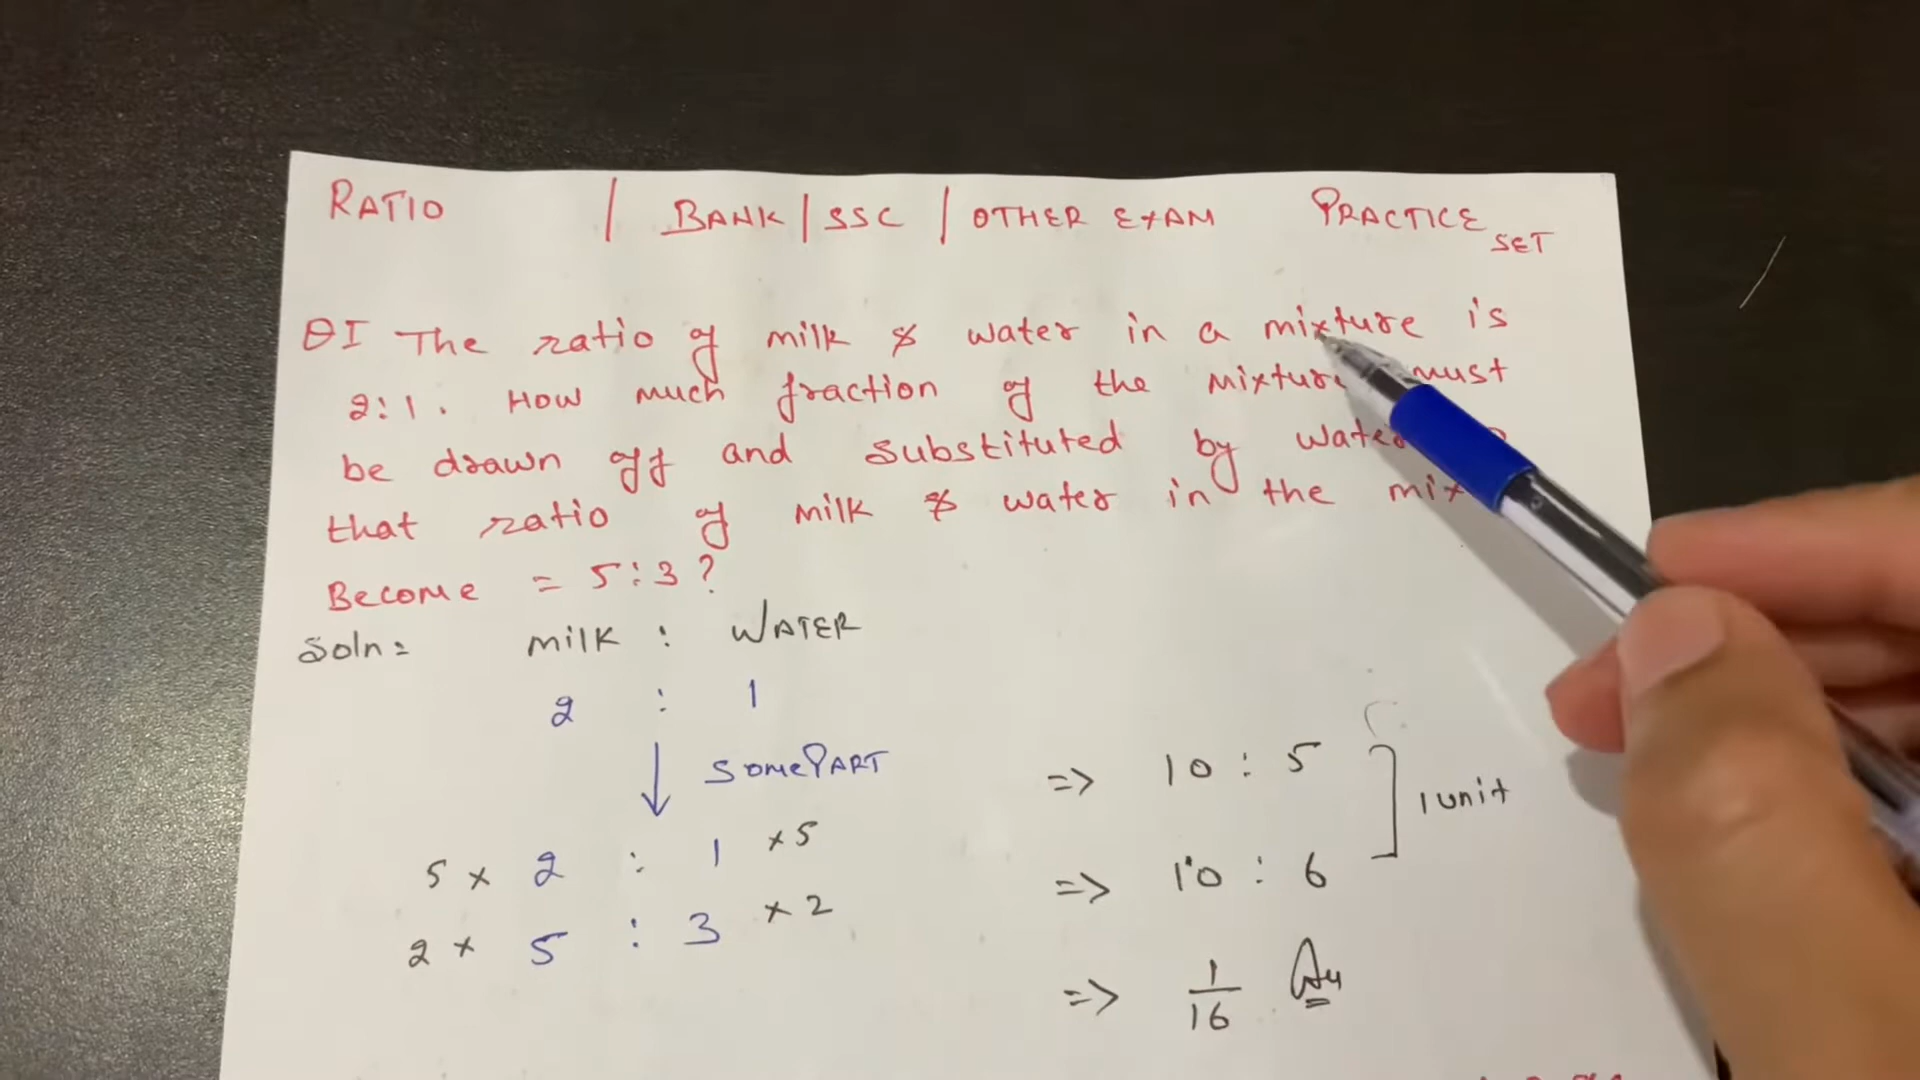 RATIO | BANK | SSC | OTHER EXAM PRACTICE SET
Q1 The ratio of milk & water in a mixture is
2:1. How much fraction of the mixture must
be drawn off and substituted by water
that ratio of milk & water in the mix
Become = 5:3?
Soln: milk : WATER
2 : 1
↓ SOME PART
5 × 2 : 1 × 5
2 × 5 : 3 × 2
=> 10 : 5
=> 10 : 6
] 1 unit
=> 1/16 Ans